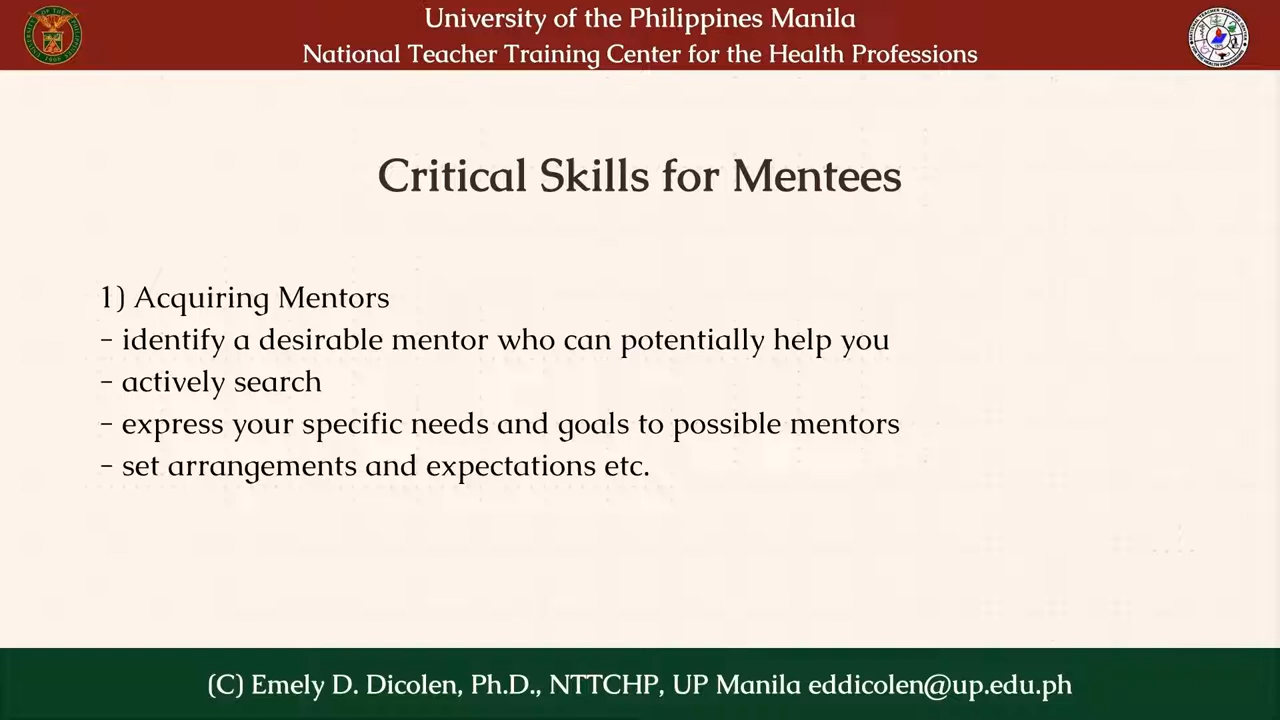 University of the Philippines Manila
National Teacher Training Center for the Health Professions
Critical Skills for Mentees
1) Acquiring Mentors
- identify a desirable mentor who can potentially help you
- actively search
- express your specific needs and goals to possible mentors
- set arrangements and expectations etc.
(C) Emely D. Dicolen, Ph.D., NTTCHP, UP Manila eddicolen@up.edu.ph